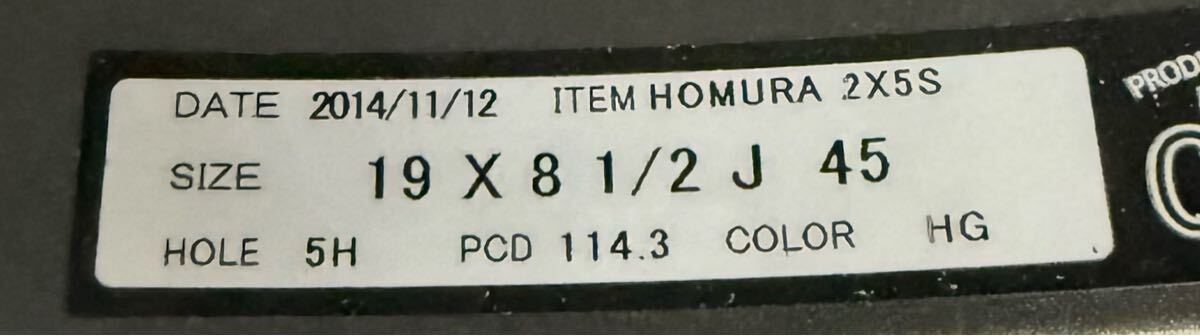 DATE 2014/11/12 ITEM HOMURA 2X5S
SIZE 19 X 8 1/2 J 45
HOLE 5H PCD 114.3 COLOR HG